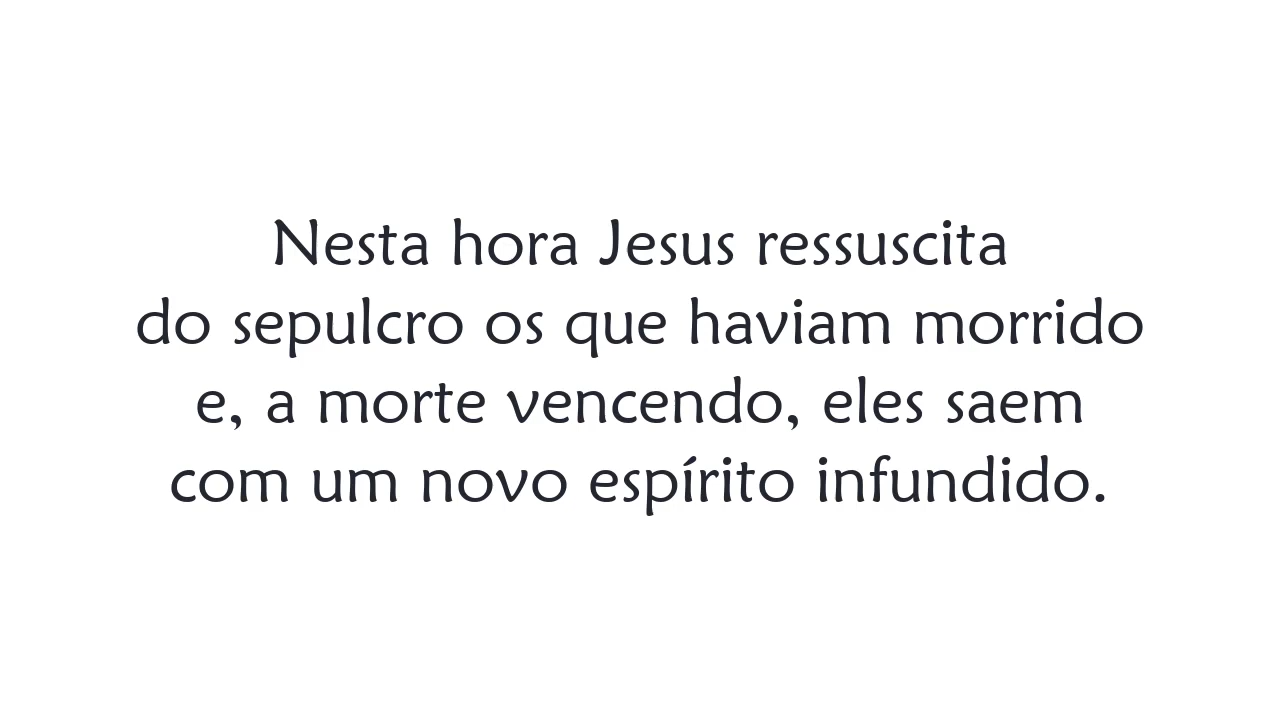 Nesta hora Jesus ressuscita
do sepulcro os que haviam morrido
e, a morte vencendo, eles saem
com um novo espírito infundido.